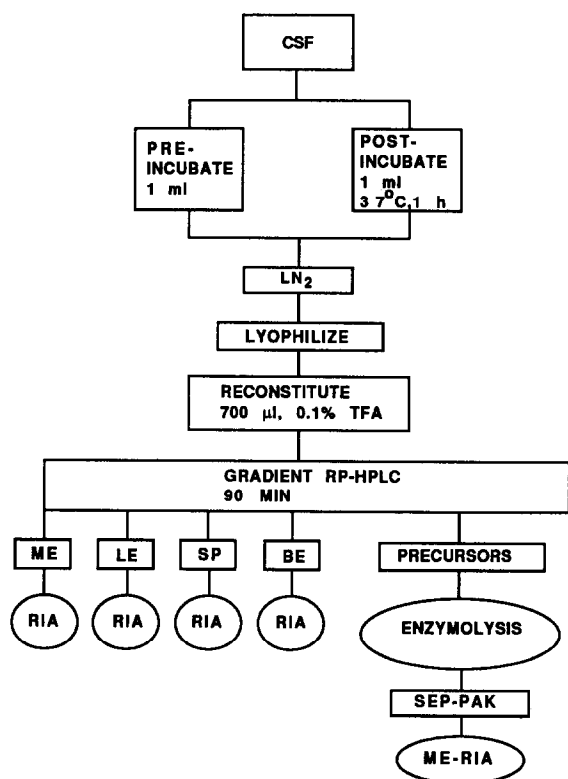 CSF
PRE-
INCUBATE
1 ml
POST-
INCUBATE
1 ml
37°C,1 h
LN2
LYOPHILIZE
RECONSTITUTE
700 µl, 0.1% TFA
GRADIENT RP-HPLC
90 MIN
ME
LE
SP
BE
PRECURSORS
RIA
RIA
RIA
RIA
ENZYMOLYSIS
SEP-PAK
ME-RIA